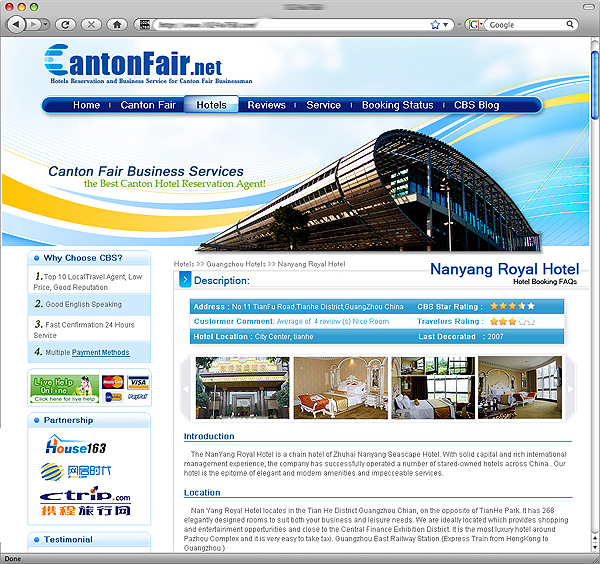 Google
CantonFair.net
Hotels Reservation and Business Service for Canton Fair Businessman
Home
Canton Fair
Hotels
Reviews
Service
Booking Status
CBS Blog
Canton Fair Business Services
the Best Canton Hotel Reservation Agent!
Why Choose CBS?
1. Top 10 LocalTravel Agent, Low
Price, Good Reputation
2. Good English Speaking
3. Fast Confirmation 24 Hours
Service
4. Multiple Payment Methods
Live Help
Online
Click here for live help
MasterCard
VISA
PayPal
Partnership
House163
网居时代
ctrip.com
携程旅行网
Testimonial
Hotels >> Guangzhou Hotels >> Nanyang Royal Hotel
Nanyang Royal Hotel
Hotel Booking FAQs
Description:
Address : No.11 TianFu Road,Tianhe District,GuangZhou China
CBS Star Rating :
Custormer Comment: Average of 4 review (s) Nice Room
Travelers Rating :
Hotel Location : City Center, tianhe
Last Decorated : 2007
Introduction
The NanYang Royal Hotel is a chain hotel of Zhuhai Nanyang Seascape Hotel. With solid capital and rich international
management experience, the company has successfully operated a number of stared-owned hotels across China . Our
hotel is the epitome of elegant and modern amenities and impecceable services.
Location
Nan Yang Royal Hotel locates in the Tian He District Guangzhou Chian, on the opposite of TianHe Park. It has 268
elegantly designed rooms to suit both your business and leisure needs. We are ideally located which provides shopping
and entertainment opportunities and close to the Central Finance Exhibition District. It is the most luxury hotel around
Pazhou Complex and it is very easy to take taxi. Guangzhou East Railway Station (Express Train from HongKong to
Guangzhou )
Done